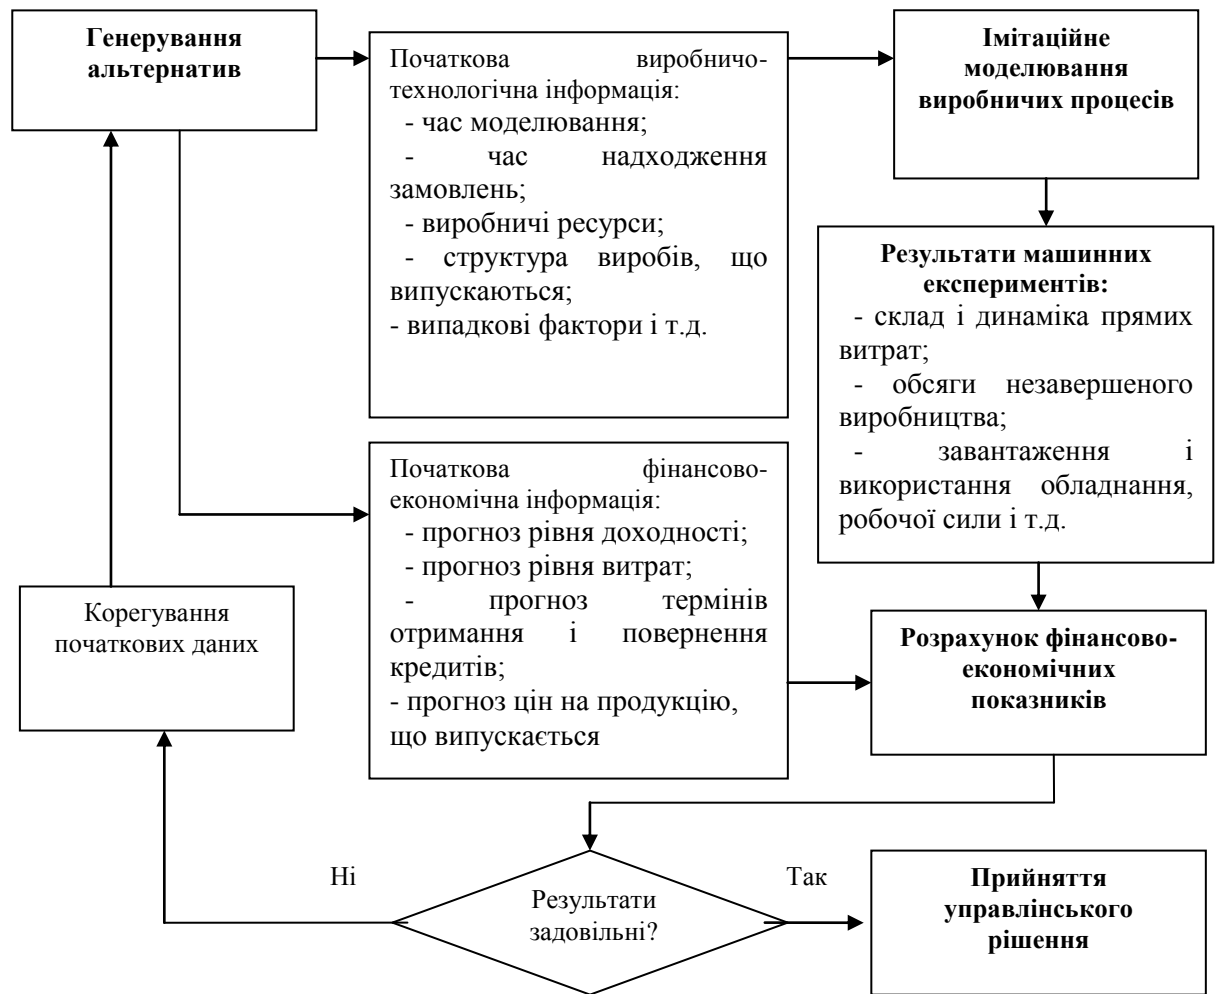 Генерування
альтернатив
Початкова виробничо-
технологічна інформація:
- час моделювання;
- час надходження
замовлень;
- виробничі ресурси;
- структура виробів, що
випускаються;
- випадкові фактори і т.д.
Імітаційне
моделювання
виробничих процесів
Результати машинних
експериментів:
- склад і динаміка прямих
витрат;
- обсяги незавершеного
виробництва;
- завантаження і
використання обладнання,
робочої сили і т.д.
Початкова фінансово-
економічна інформація:
- прогноз рівня доходності;
- прогноз рівня витрат;
- прогноз термінів
отримання і повернення
кредитів;
- прогноз цін на продукцію,
що випускається
Корегування
початкових даних
Розрахунок фінансово-
економічних
показників
Ні
Результати
задовільні?
Так
Прийняття
управлінського
рішення